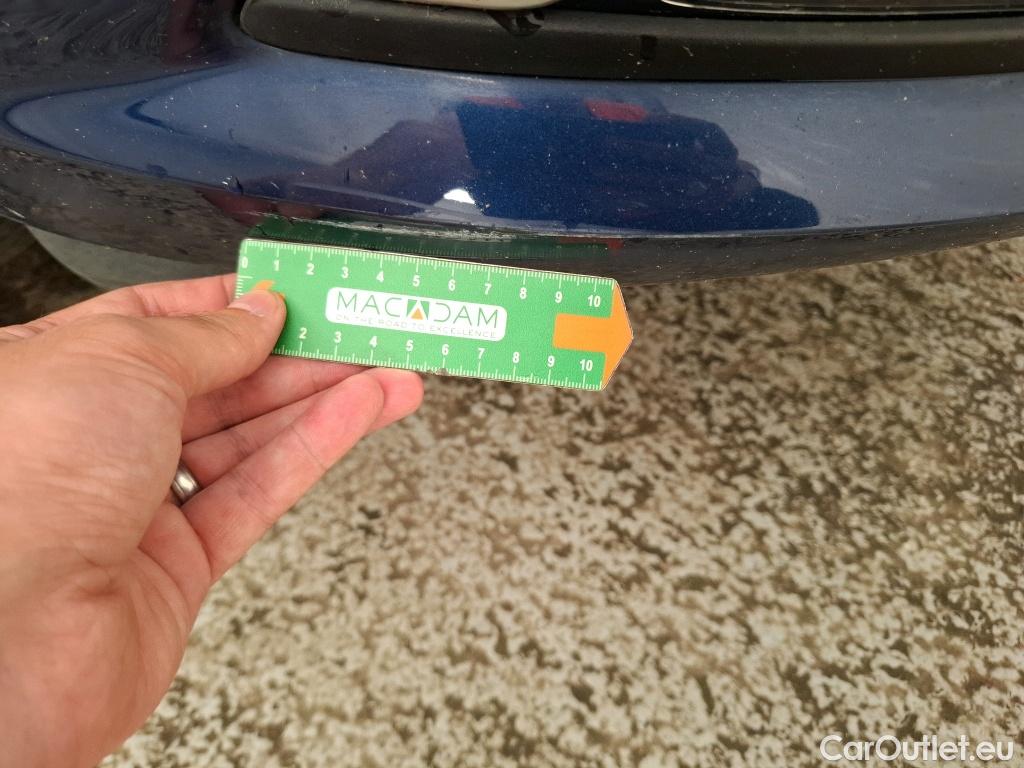 0 1 2 3 4 5 6 7 8 9 10
MACADAM
ON THE ROAD TO EXCELLENCE
2 3 4 5 6 7 8 9 10
CarOutlet.eu